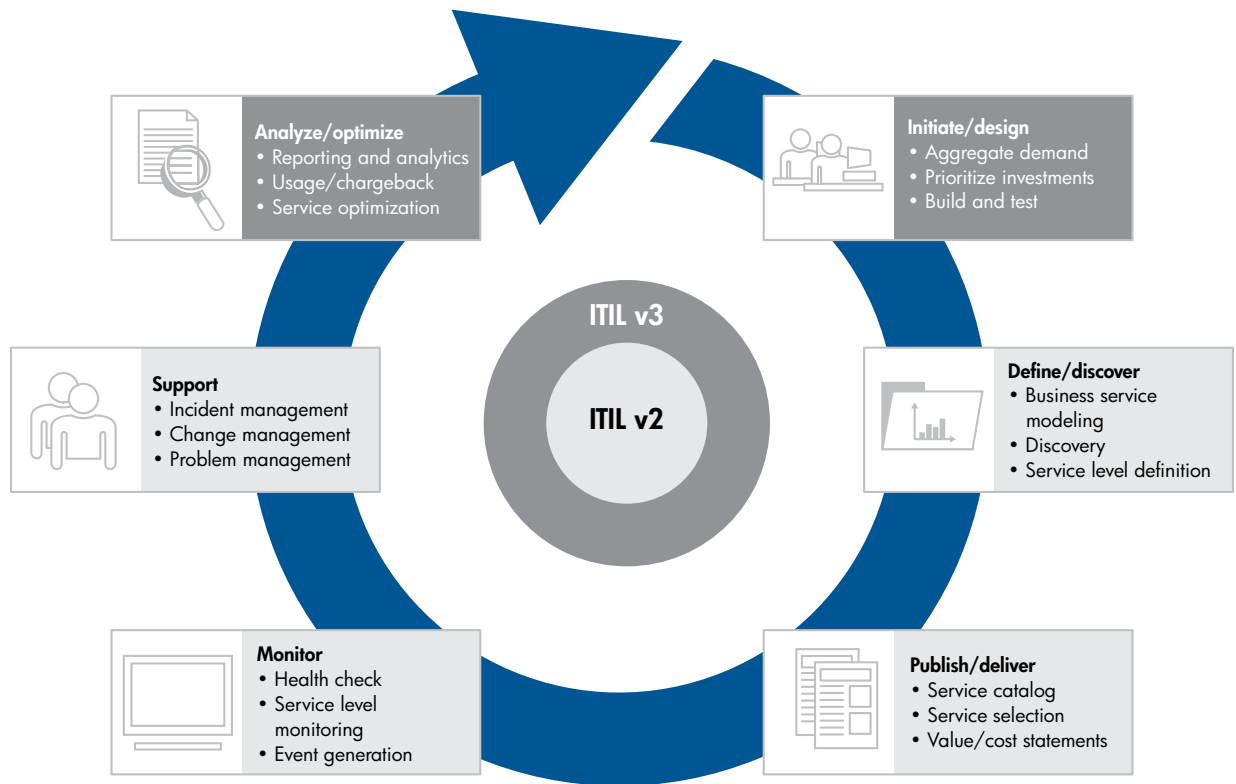 Analyze/optimize
• Reporting and analytics
• Usage/chargeback
• Service optimization
Initiate/design
• Aggregate demand
• Prioritize investments
• Build and test
ITIL v3
ITIL v2
Support
• Incident management
• Change management
• Problem management
Define/discover
• Business service
modeling
• Discovery
• Service level definition
Monitor
• Health check
• Service level
monitoring
• Event generation
Publish/deliver
• Service catalog
• Service selection
• Value/cost statements